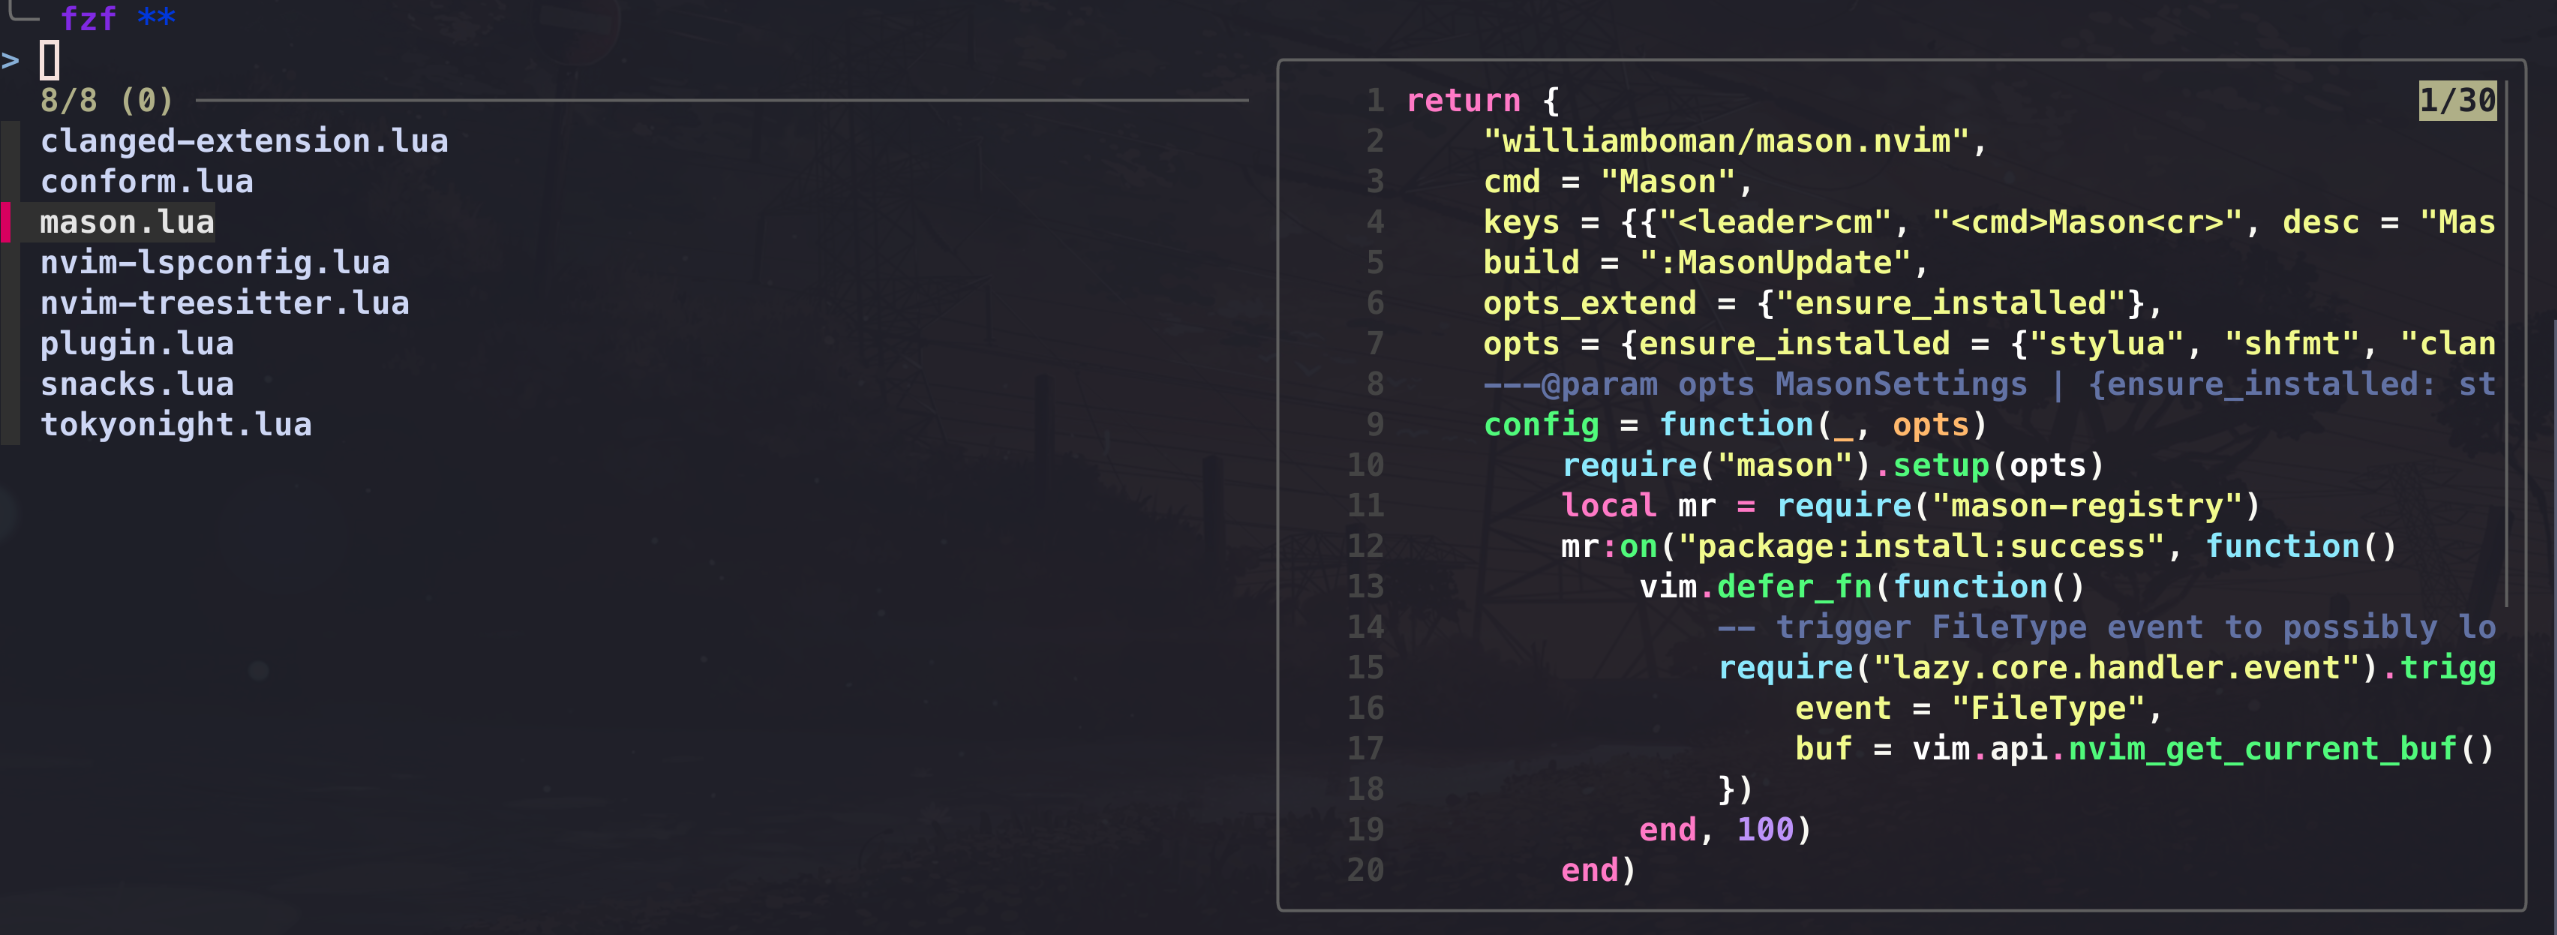 fzf **
>
8/8 (0)
clanged-extension.lua
conform.lua
mason.lua
nvim-lspconfig.lua
nvim-treesitter.lua
plugin.lua
snacks.lua
tokyonight.lua
1/30
1 return {
2     "williamboman/mason.nvim",
3     cmd = "Mason",
4     keys = {{"<leader>cm", "<cmd>Mason<cr>", desc = "Mas
5     build = ":MasonUpdate",
6     opts_extend = {"ensure_installed"},
7     opts = {ensure_installed = {"stylua", "shfmt", "clan
8     ---@param opts MasonSettings | {ensure_installed: st
9     config = function(_, opts)
10         require("mason").setup(opts)
11         local mr = require("mason-registry")
12         mr:on("package:install:success", function()
13             vim.defer_fn(function()
14                 -- trigger FileType event to possibly lo
15                 require("lazy.core.handler.event").trigg
16                     event = "FileType",
17                     buf = vim.api.nvim_get_current_buf()
18                 })
19             end, 100)
20         end)